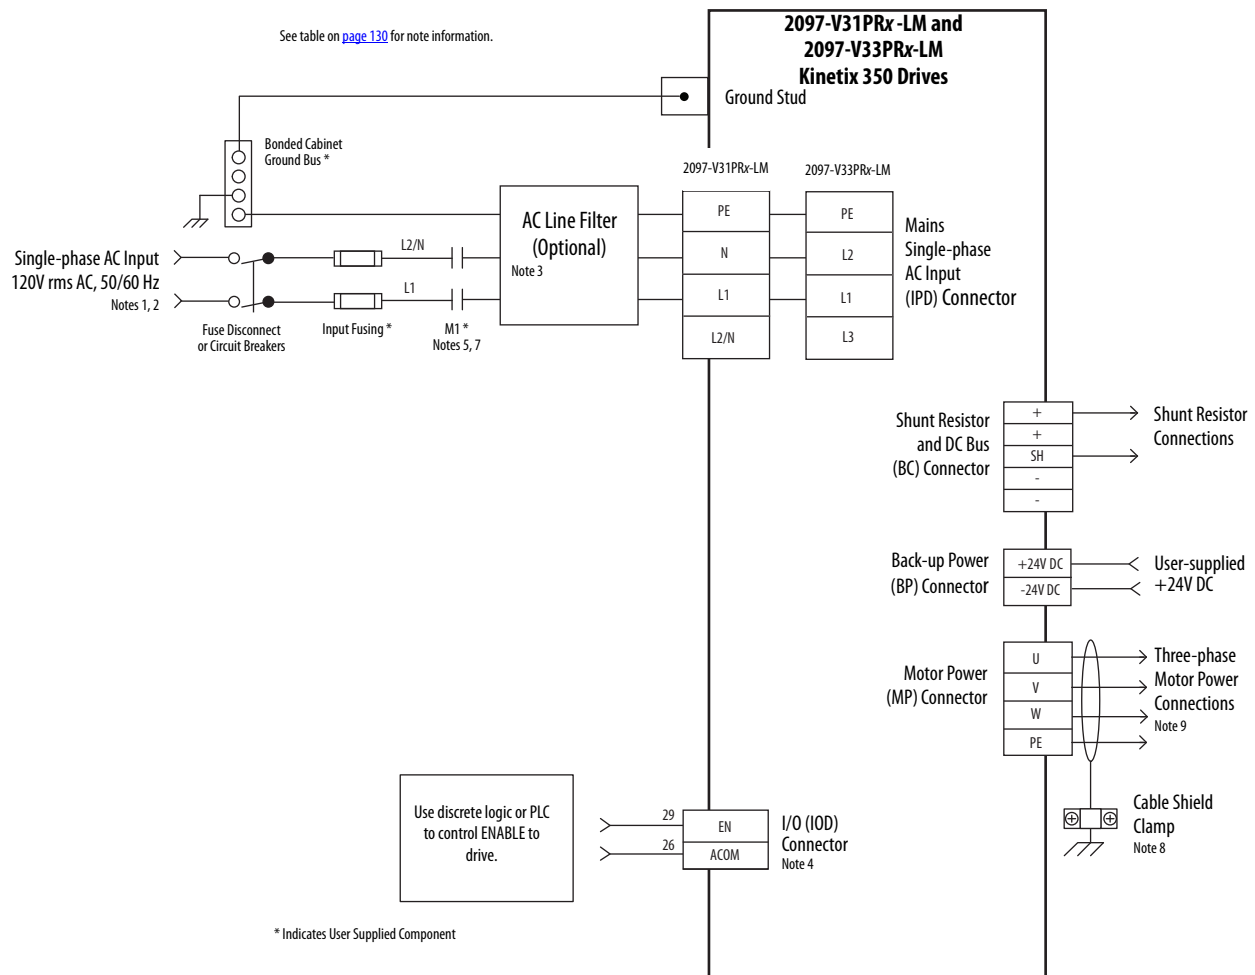 2097-V31PRx -LM and
2097-V33PRx-LM
Kinetix 350 Drives
See table on page 130 for note information.
Ground Stud
Bonded Cabinet
Ground Bus *
2097-V31PRx-LM
2097-V33PRx-LM
AC Line Filter
(Optional)
Note 3
PE
N
L1
L2/N
PE
L2
L1
L3
Mains
Single-phase
AC Input
(IPD) Connector
Single-phase AC Input
120V rms AC, 50/60 Hz
Notes 1, 2
L2/N
L1
Fuse Disconnect
or Circuit Breakers
Input Fusing *
M1 *
Notes 5, 7
Shunt Resistor
and DC Bus
(BC) Connector
+
+
SH
-
-
Shunt Resistor
Connections
Back-up Power
(BP) Connector
+24V DC
-24V DC
User-supplied
+24V DC
Motor Power
(MP) Connector
U
V
W
PE
Three-phase
Motor Power
Connections
Note 9
Cable Shield
Clamp
Note 8
Use discrete logic or PLC
to control ENABLE to
drive.
29
26
EN
ACOM
I/O (IOD)
Connector
Note 4
* Indicates User Supplied Component